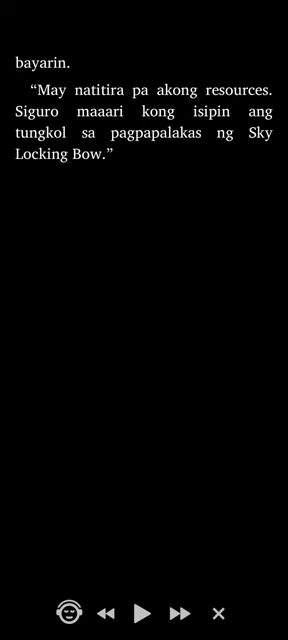 bayarin.
“May natitira pa akong resources.
Siguro maaari kong isipin ang
tungkol sa pagpapalakas ng Sky
Locking Bow.”